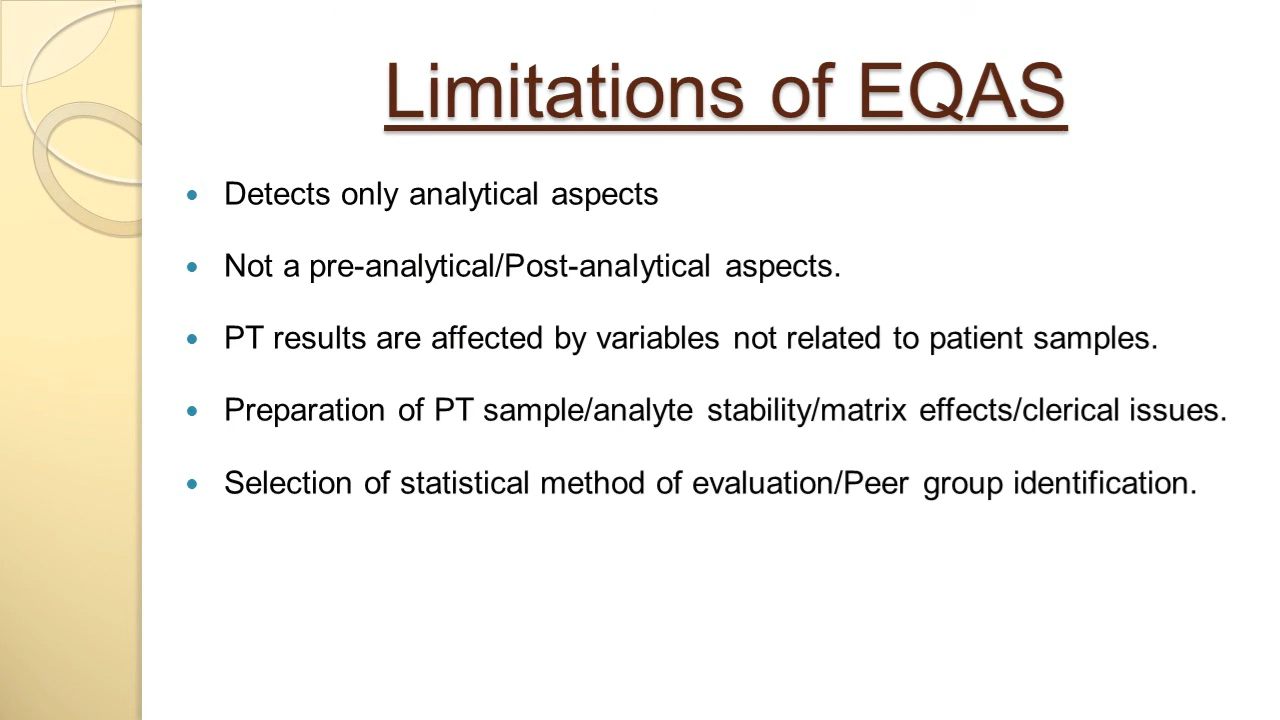 Limitations of EQAS
Detects only analytical aspects
Not a pre-analytical/Post-analytical aspects.
PT results are affected by variables not related to patient samples.
Preparation of PT sample/analyte stability/matrix effects/clerical issues.
Selection of statistical method of evaluation/Peer group identification.